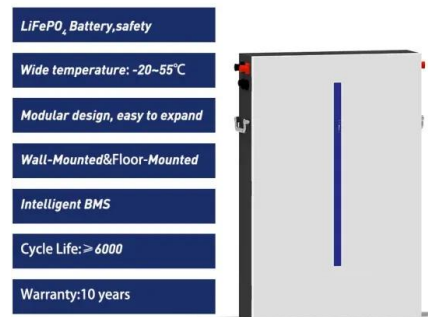 LiFePO₄ Battery,safety
Wide temperature: -20~55℃
Modular design, easy to expand
Wall-Mounted&Floor-Mounted
Intelligent BMS
Cycle Life:≥6000
Warranty:10 years